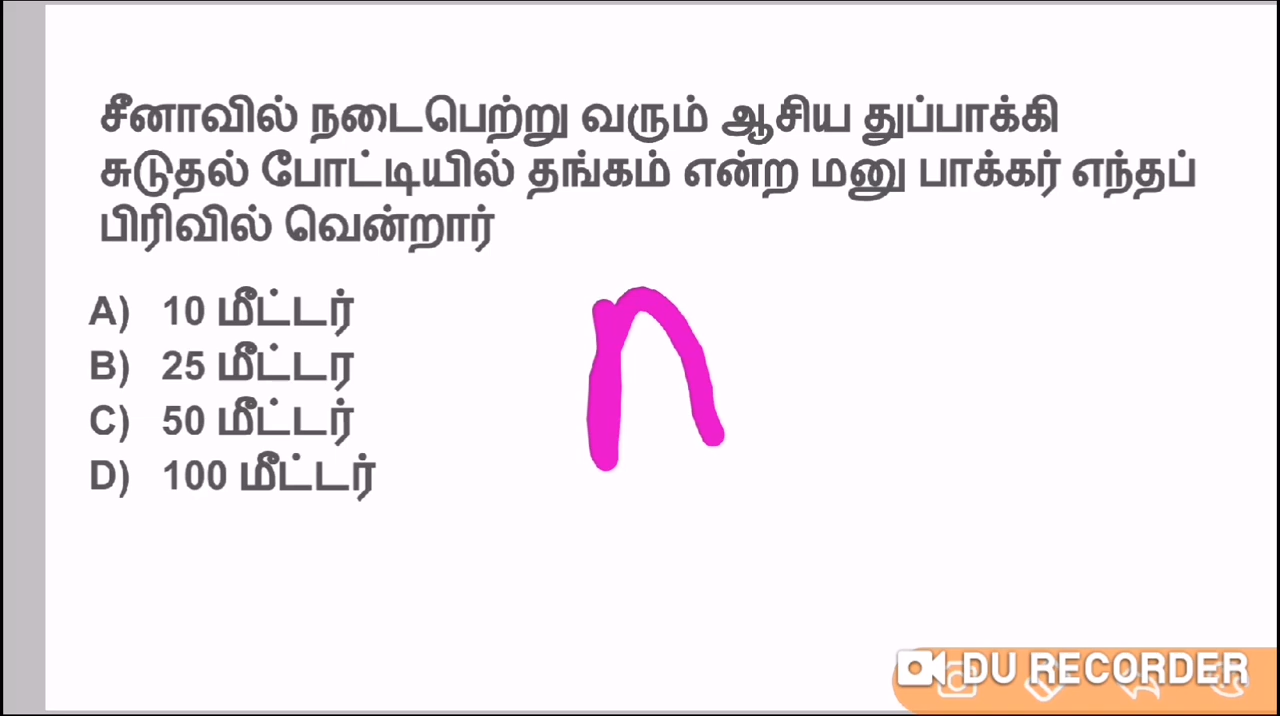 சீனாவில் நடைபெற்று வரும் ஆசிய துப்பாக்கி
சுடுதல் போட்டியில் தங்கம் என்ற மனு பாக்கர் எந்தப்
பிரிவில் வென்றார்
A) 10 மீட்டர்
B) 25 மீட்டர
C) 50 மீட்டர்
D) 100 மீட்டர்
n
DU RECORDER